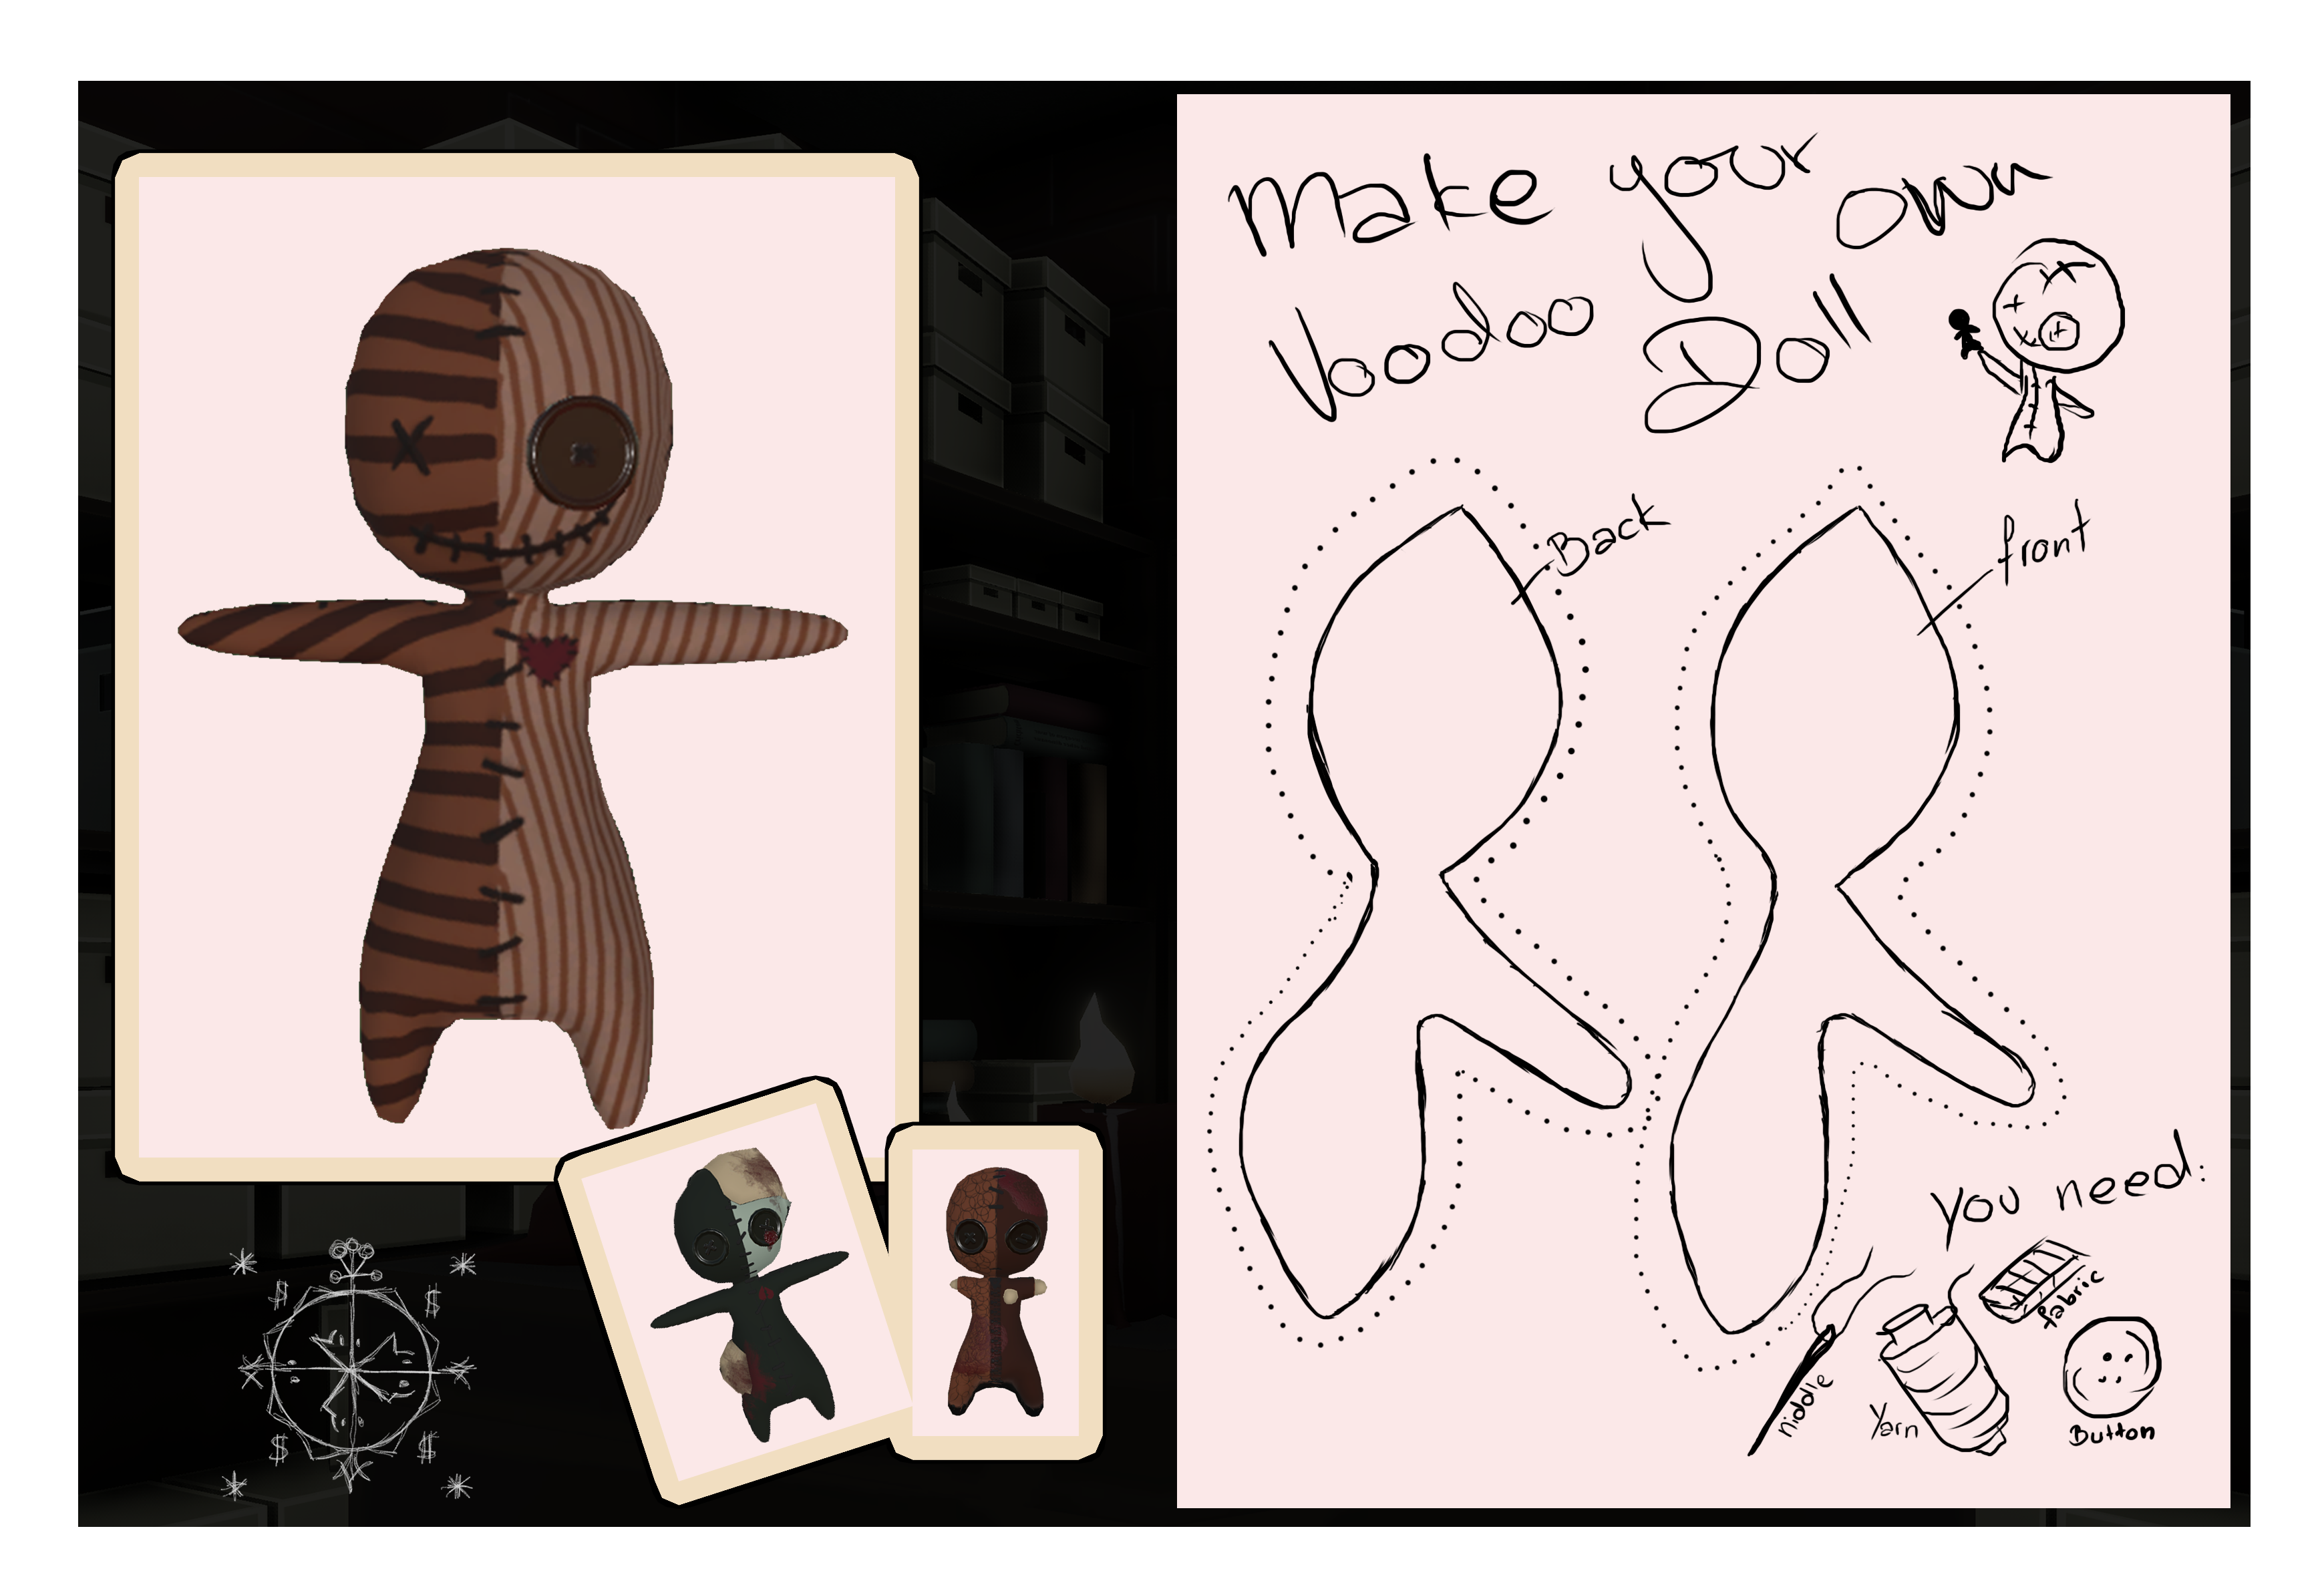 Make your own
Voodoo Doll
Back
front
You need:
fabric
niddle
Yarn
Button
$ $
$ $